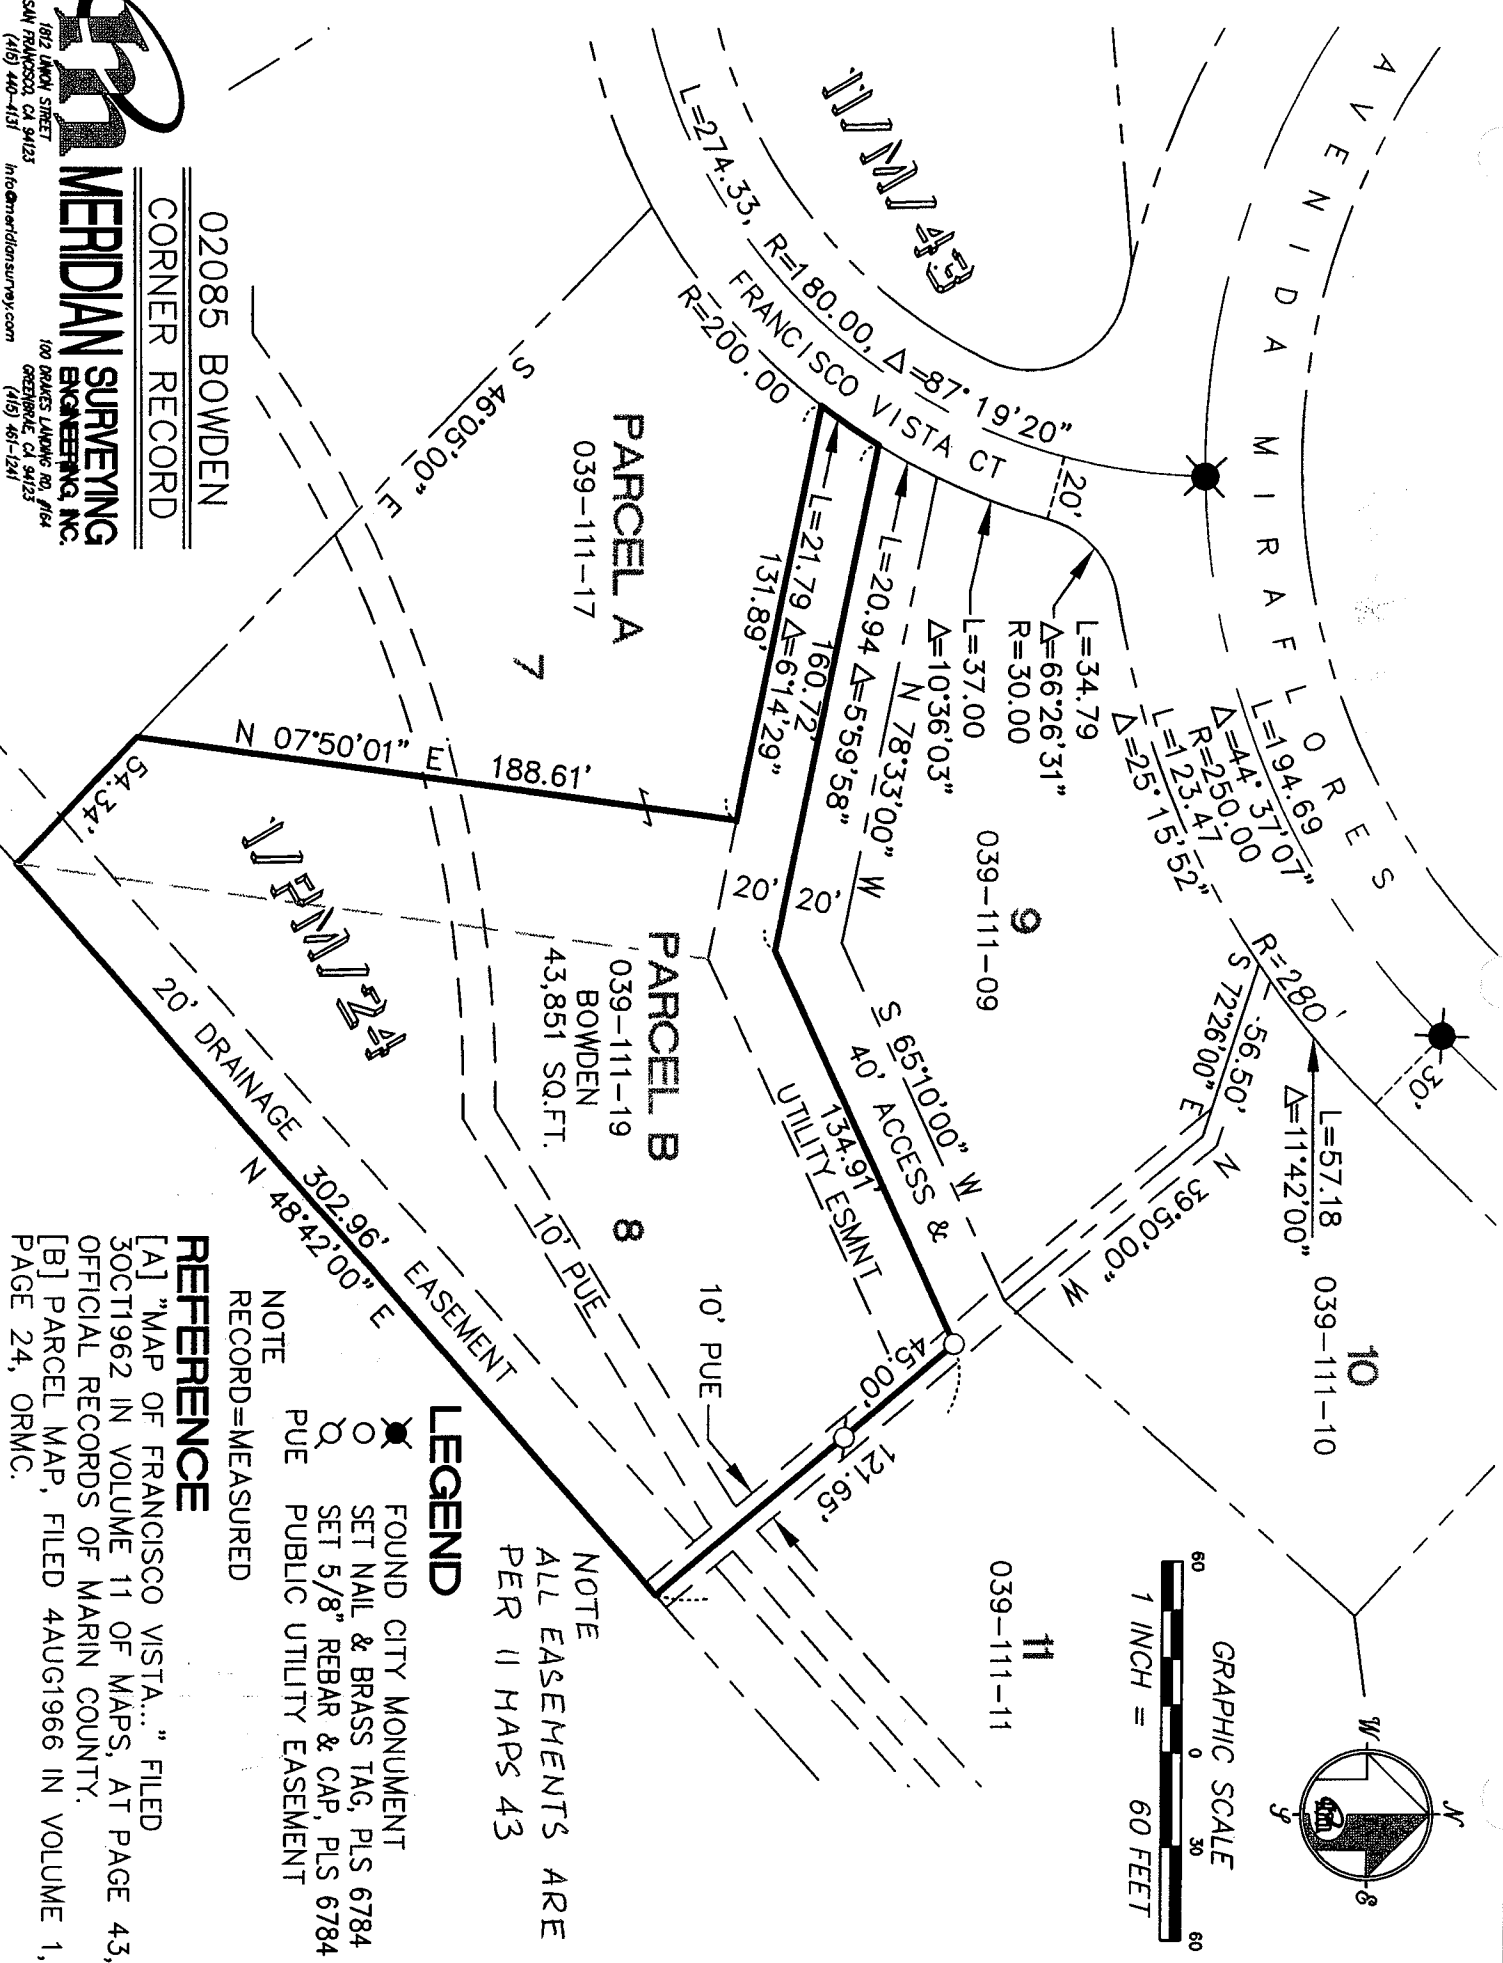 AVENIDA MIRAFLORES
11/M/43
L=274.33, R=180.00, Δ=87°19'20"
FRANCISCO VISTA CT
R=200.00
20'
L=194.69
Δ=44°37'07"
R=250.00
L=123.47
Δ=25°15'52"
L=34.79
Δ=66°26'31"
R=30.00
L=37.00
Δ=10°36'03"
N 78°33'00" W
L=20.94 Δ=5°59'58"
160.72'
L=21.79 Δ=6°14'29"
131.89'
R=280'
56.50'
S 72°26'00" E
30'
L=57.18
Δ=11°42'00"
N 39°50'00" W
9
039-111-09
10
039-111-10
11
039-111-11
S 65°10'00" W
40' ACCESS &
134.91'
UTILITY ESMNT
20'
20'
PARCEL A
039-111-17
7
S 46°05'00" E
N 07°50'01" E 188.61'
54.34'
1/PM/24
PARCEL B
039-111-19
BOWDEN
43,851 SQ.FT.
8
10' PUE
10' PUE
45.00'
121.65'
20' DRAINAGE EASEMENT
302.96'
N 48°42'00" E
GRAPHIC SCALE
60 0 30 60
1 INCH = 60 FEET
N
W
E
S
NOTE
ALL EASEMENTS ARE
PER 11 MAPS 43
LEGEND
FOUND CITY MONUMENT
SET NAIL & BRASS TAG, PLS 6784
SET 5/8" REBAR & CAP, PLS 6784
PUE PUBLIC UTILITY EASEMENT
NOTE
RECORD=MEASURED
REFERENCE
[A] "MAP OF FRANCISCO VISTA..." FILED
30CT1962 IN VOLUME 11 OF MAPS, AT PAGE 43,
OFFICIAL RECORDS OF MARIN COUNTY.
[B] PARCEL MAP, FILED 4AUG1966 IN VOLUME 1,
PAGE 24, ORMC.
02085 BOWDEN
CORNER RECORD
m
MERIDIAN SURVEYING
ENGINEERING, INC.
1812 UNION STREET
SAN FRANCISCO, CA 94123
(415) 440-4131
info@meridiansurvey.com
100 DRAKES LANDING RD, #164
GREENBRAE, CA 94123
(415) 461-1241